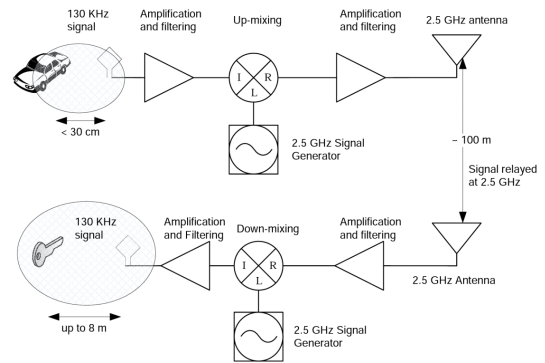 130 KHz
signal
Amplification
and filtering
Up-mixing
Amplification
and filtering
2.5 GHz antenna
I R
L
< 30 cm
2.5 GHz Signal
Generator
~ 100 m
Signal relayed
at 2.5 GHz
130 KHz
signal
Amplification
and Filtering
Down-mixing
Amplification
and filtering
I R
L
2.5 GHz Antenna
up to 8 m
2.5 GHz Signal
Generator